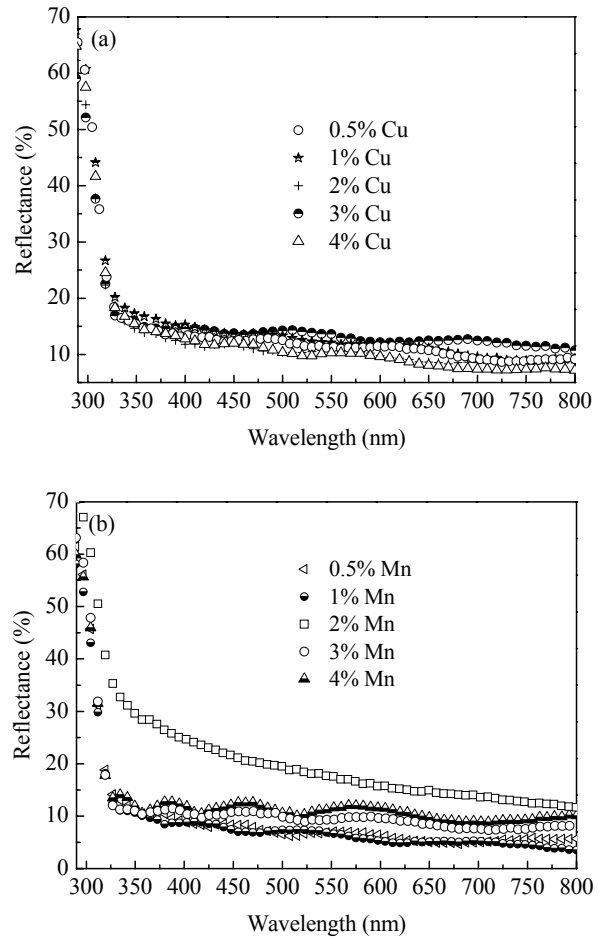 (a)
70
60
50
40
30
20
10
Reflectance (%)
0.5% Cu
1% Cu
2% Cu
3% Cu
4% Cu
300 350 400 450 500 550 600 650 700 750 800
Wavelength (nm)
(b)
70
60
50
40
30
20
10
0
Reflectance (%)
0.5% Mn
1% Mn
2% Mn
3% Mn
4% Mn
300 350 400 450 500 550 600 650 700 750 800
Wavelength (nm)